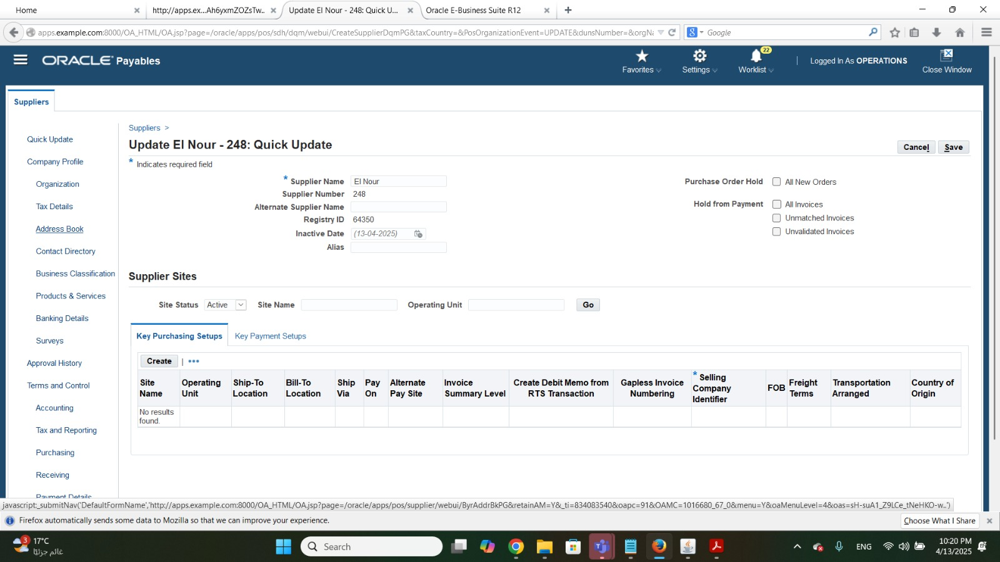 Home
http://apps.ex...Ah6yxmZOZsTw..
Update El Nour - 248: Quick U...
Oracle E-Business Suite R12
apps.example.com:8000/OA_HTML/OA.jsp?page=/oracle/apps/pos/sdh/dqm/webui/CreateSupplierDqmPG&taxCountry=&PosOrganizationEvent=UPDATE&dunsNumber=&orgNa
Google
ORACLE Payables
Favorites
Settings
22
Worklist
Logged In As OPERATIONS
Close Window
Suppliers
Quick Update
Company Profile
Organization
Tax Details
Address Book
Contact Directory
Business Classification
Products & Services
Banking Details
Surveys
Approval History
Terms and Control
Accounting
Tax and Reporting
Purchasing
Receiving
Payment Details
Suppliers >
Update El Nour - 248: Quick Update
Cancel
Save
* Indicates required field
* Supplier Name El Nour
Supplier Number 248
Alternate Supplier Name
Registry ID 64350
Inactive Date (13-04-2025)
Alias
Purchase Order Hold All New Orders
Hold from Payment All Invoices
Unmatched Invoices
Unvalidated Invoices
Supplier Sites
Site Status Active Site Name Operating Unit Go
Key Purchasing Setups
Key Payment Setups
Create | •••
Site Name
Operating Unit
Ship-To Location
Bill-To Location
Ship Via
Pay On
Alternate Pay Site
Invoice Summary Level
Create Debit Memo from RTS Transaction
Gapless Invoice Numbering
* Selling Company Identifier
FOB
Freight Terms
Transportation Arranged
Country of Origin
No results found.
javascript:_submitNav('DefaultFormName','http://apps.example.com:8000/OA_HTML/OA.jsp?page=/oracle/apps/pos/supplier/webui/ByrAddrBkPG&retainAM=Y&_ti=834083540&oapc=91&OAMC=1016680_67_0&menu=Y&oaMenuLevel=4&oas=sH-suA1_Z9LCe_tNeHKO-w..')
Firefox automatically sends some data to Mozilla so that we can improve your experience.
Choose What I Share
3
17°C
غائم جزئيًا
Search
ENG
10:20 PM
4/13/2025